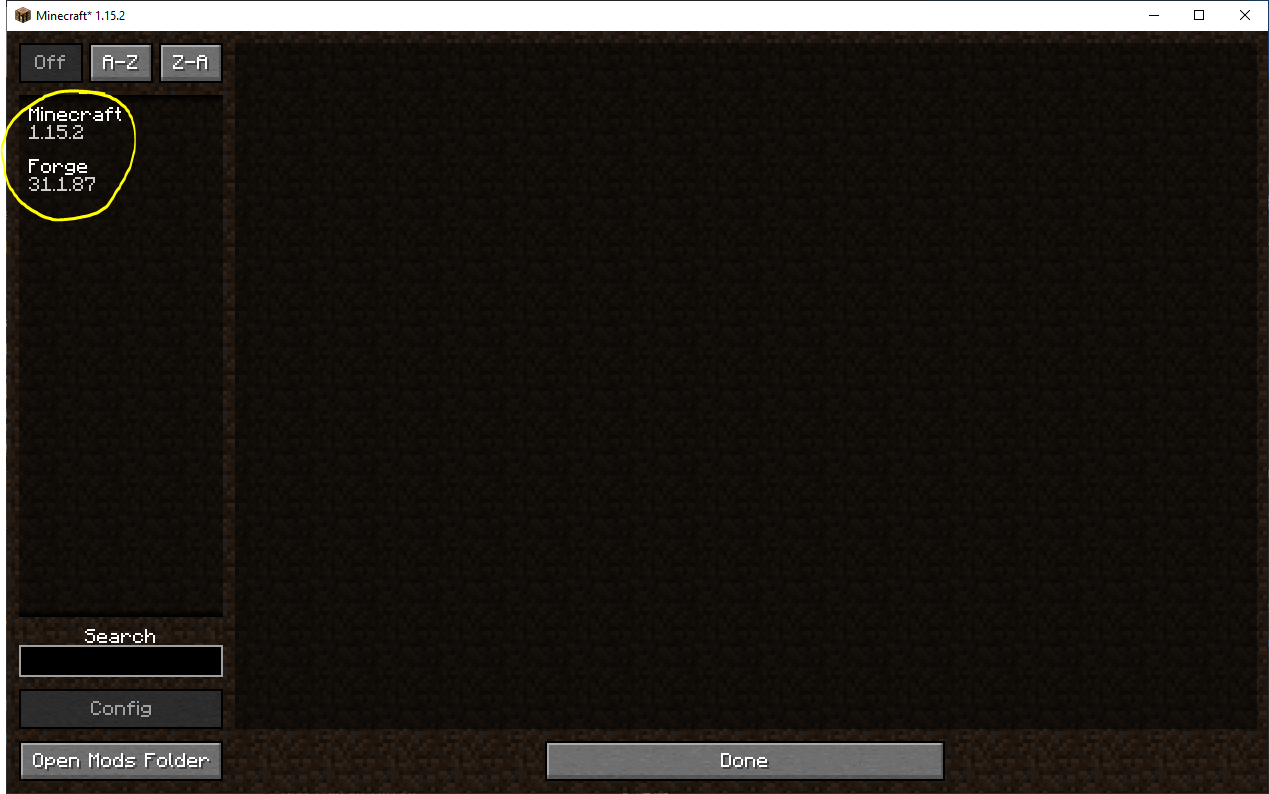 Minecraft* 1.15.2
Off A-Z Z-A
Minecraft
1.15.2
Forge
31.1.87
Search
Config
Open Mods Folder
Done